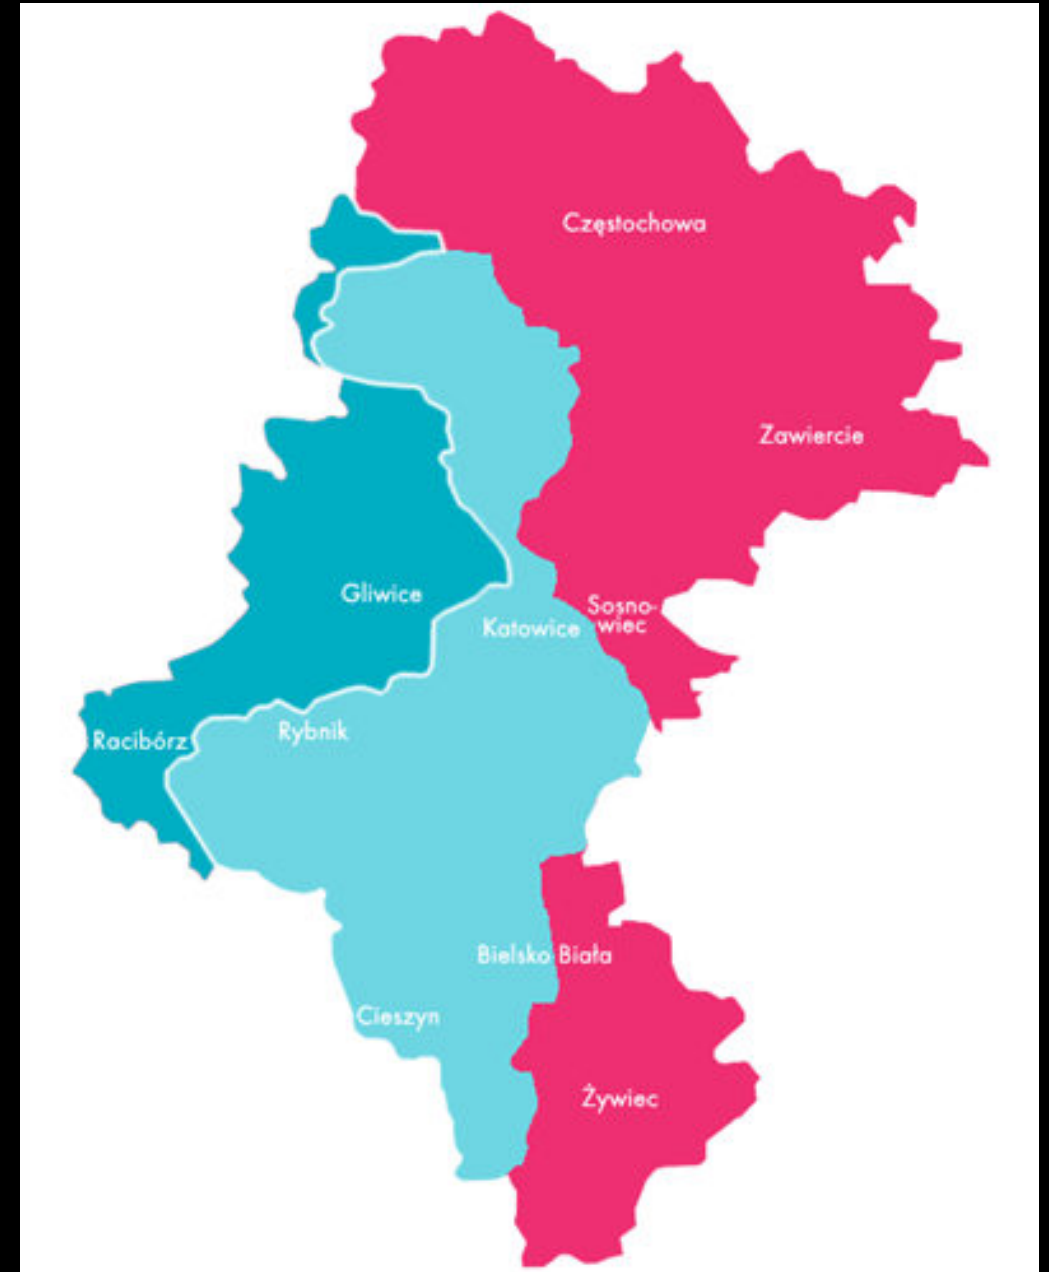 Częstochowa
Zawiercie
Gliwice
Sosno-
wiec
Katowice
Rybnik
Racibórz
Bielsko Biała
Cieszyn
Żywiec